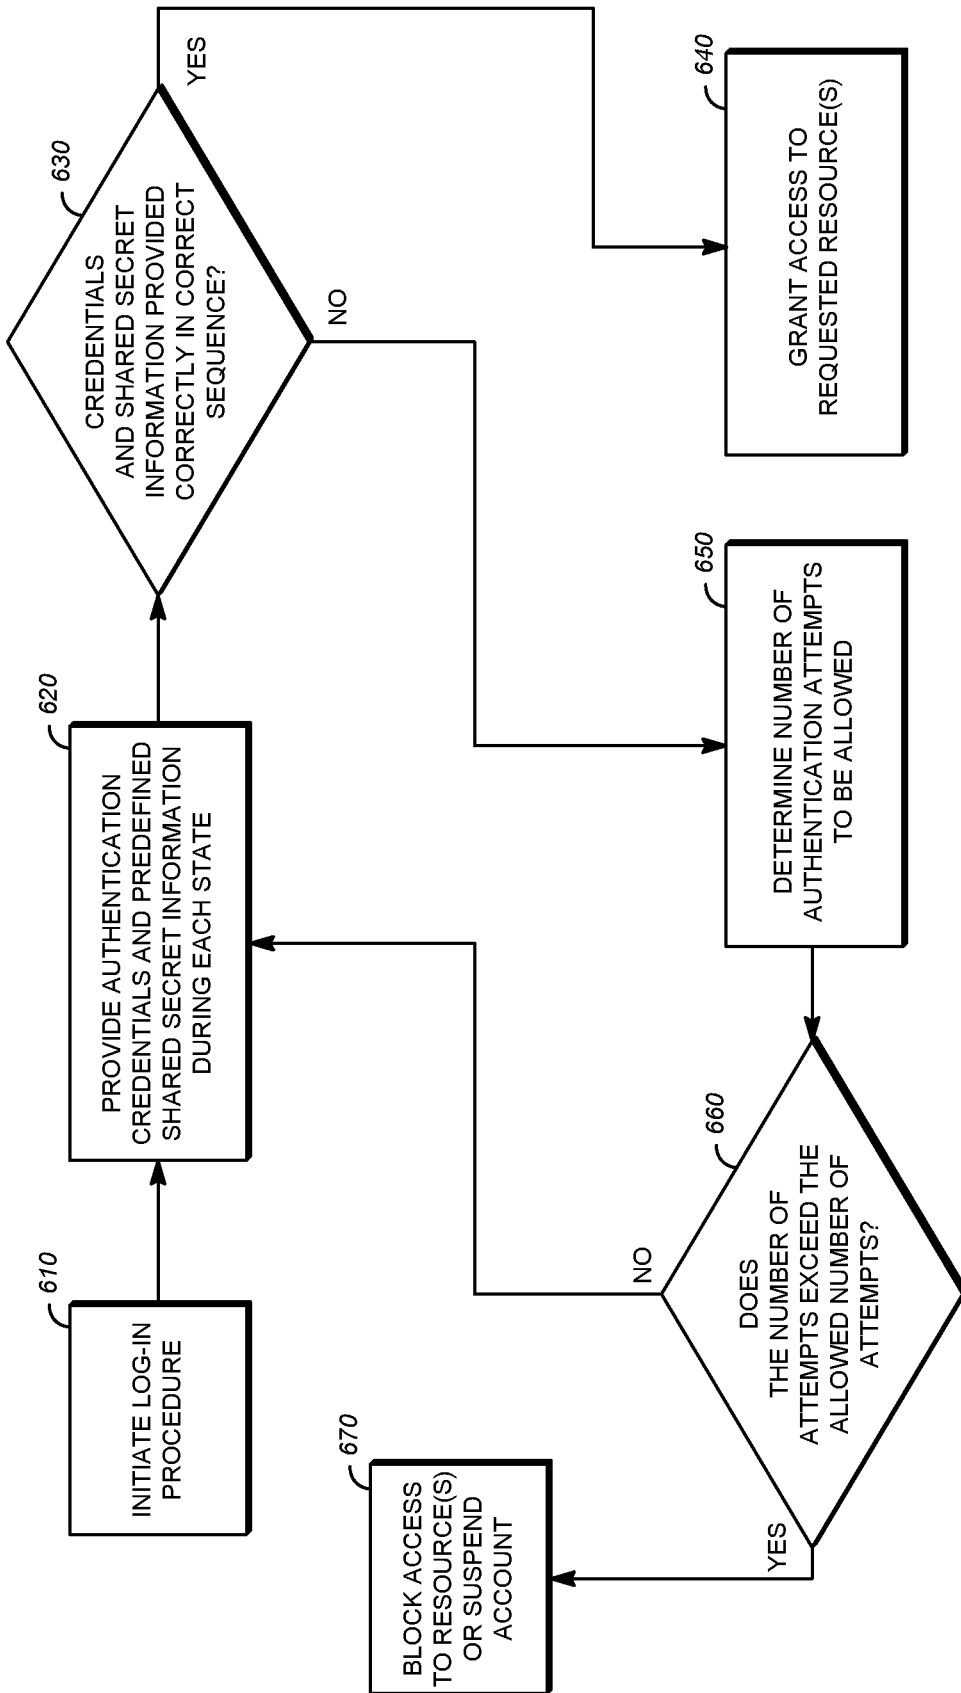 610
INITIATE LOG-IN
PROCEDURE
620
PROVIDE AUTHENTICATION
CREDENTIALS AND PREDEFINED
SHARED SECRET INFORMATION
DURING EACH STATE
630
CREDENTIALS
AND SHARED SECRET
INFORMATION PROVIDED
CORRECTLY IN CORRECT
SEQUENCE?
YES
NO
640
GRANT ACCESS TO
REQUESTED RESOURCE(S)
650
DETERMINE NUMBER OF
AUTHENTICATION ATTEMPTS
TO BE ALLOWED
660
DOES
THE NUMBER OF
ATTEMPTS EXCEED THE
ALLOWED NUMBER OF
ATTEMPTS?
NO
YES
670
BLOCK ACCESS
TO RESOURCE(S)
OR SUSPEND
ACCOUNT